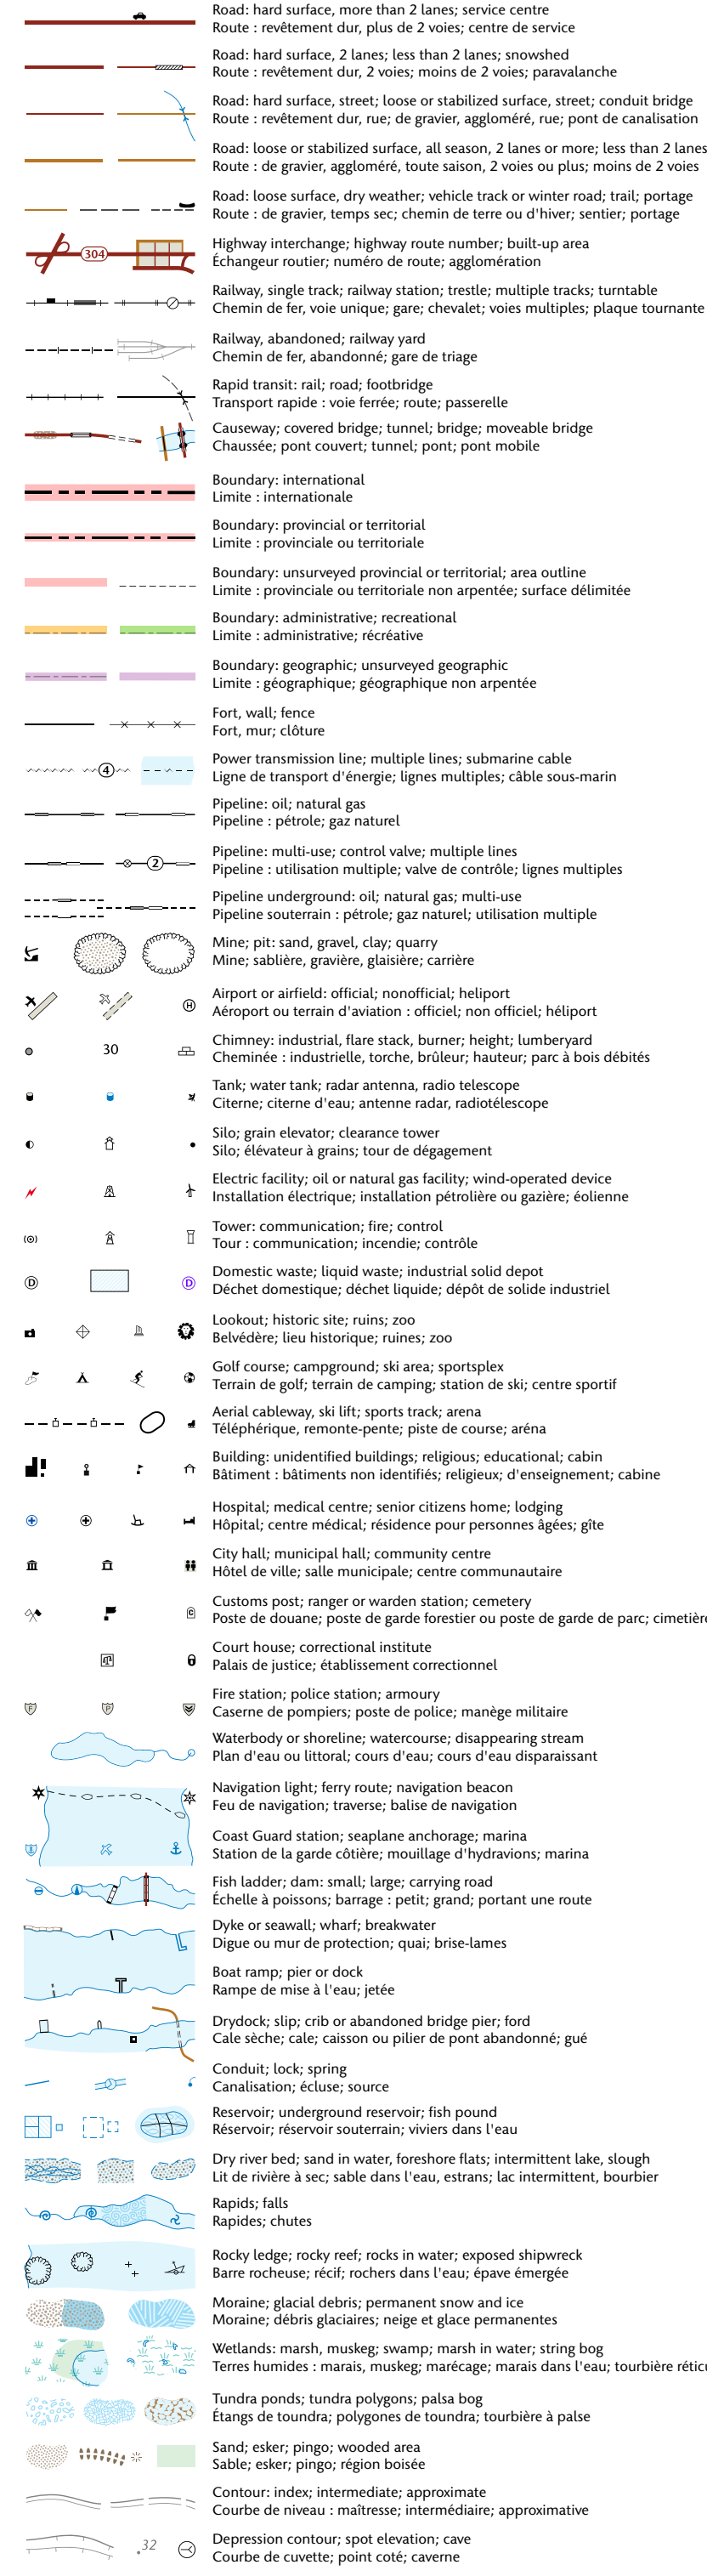 Road: hard surface, more than 2 lanes; service centre
Route : revêtement dur, plus de 2 voies; centre de service
Road: hard surface, 2 lanes; less than 2 lanes; snowshed
Route : revêtement dur, 2 voies; moins de 2 voies; paravalanche
Road: hard surface, street; loose or stabilized surface, street; conduit bridge
Route : revêtement dur, rue; de gravier, aggloméré, rue; pont de canalisation
Road: loose or stabilized surface, all season, 2 lanes or more; less than 2 lanes
Route : de gravier, aggloméré, toute saison, 2 voies ou plus; moins de 2 voies
Road: loose surface, dry weather; vehicle track or winter road; trail; portage
Route : de gravier, temps sec; chemin de terre ou d'hiver; sentier; portage
304
Highway interchange; highway route number; built-up area
Échangeur routier; numéro de route; agglomération
Railway, single track; railway station; trestle; multiple tracks; turntable
Chemin de fer, voie unique; gare; chevalet; voies multiples; plaque tournante
Railway, abandoned; railway yard
Chemin de fer, abandonné; gare de triage
Rapid transit: rail; road; footbridge
Transport rapide : voie ferrée; route; passerelle
Causeway; covered bridge; tunnel; bridge; moveable bridge
Chaussée; pont couvert; tunnel; pont; pont mobile
Boundary: international
Limite : internationale
Boundary: provincial or territorial
Limite : provinciale ou territoriale
Boundary: unsurveyed provincial or territorial; area outline
Limite : provinciale ou territoriale non arpentée; surface délimitée
Boundary: administrative; recreational
Limite : administrative; récréative
Boundary: geographic; unsurveyed geographic
Limite : géographique; géographique non arpentée
Fort, wall; fence
Fort, mur; clôture
4
Power transmission line; multiple lines; submarine cable
Ligne de transport d'énergie; lignes multiples; câble sous-marin
Pipeline: oil; natural gas
Pipeline : pétrole; gaz naturel
2
Pipeline: multi-use; control valve; multiple lines
Pipeline : utilisation multiple; valve de contrôle; lignes multiples
Pipeline underground: oil; natural gas; multi-use
Pipeline souterrain : pétrole; gaz naturel; utilisation multiple
Mine; pit: sand, gravel, clay; quarry
Mine; sablière, gravière, glaisière; carrière
H
Airport or airfield: official; nonofficial; heliport
Aéroport ou terrain d'aviation : officiel; non officiel; héliport
30
Chimney: industrial, flare stack, burner; height; lumberyard
Cheminée : industrielle, torche, brûleur; hauteur; parc à bois débités
Tank; water tank; radar antenna, radio telescope
Citerne; citerne d'eau; antenne radar, radiotélescope
Silo; grain elevator; clearance tower
Silo; élévateur à grains; tour de dégagement
Electric facility; oil or natural gas facility; wind-operated device
Installation électrique; installation pétrolière ou gazière; éolienne
Tower: communication; fire; control
Tour : communication; incendie; contrôle
D D
Domestic waste; liquid waste; industrial solid depot
Déchet domestique; déchet liquide; dépôt de solide industriel
Lookout; historic site; ruins; zoo
Belvédère; lieu historique; ruines; zoo
Golf course; campground; ski area; sportsplex
Terrain de golf; terrain de camping; station de ski; centre sportif
Aerial cableway, ski lift; sports track; arena
Téléphérique, remonte-pente; piste de course; aréna
Building: unidentified buildings; religious; educational; cabin
Bâtiment : bâtiments non identifiés; religieux; d'enseignement; cabine
Hospital; medical centre; senior citizens home; lodging
Hôpital; centre médical; résidence pour personnes âgées; gîte
City hall; municipal hall; community centre
Hôtel de ville; salle municipale; centre communautaire
C
Customs post; ranger or warden station; cemetery
Poste de douane; poste de garde forestier ou poste de garde de parc; cimetière
Court house; correctional institute
Palais de justice; établissement correctionnel
F P
Fire station; police station; armoury
Caserne de pompiers; poste de police; manège militaire
Waterbody or shoreline; watercourse; disappearing stream
Plan d'eau ou littoral; cours d'eau; cours d'eau disparaissant
Navigation light; ferry route; navigation beacon
Feu de navigation; traverse; balise de navigation
Coast Guard station; seaplane anchorage; marina
Station de la garde côtière; mouillage d'hydravions; marina
Fish ladder; dam: small; large; carrying road
Échelle à poissons; barrage : petit; grand; portant une route
Dyke or seawall; wharf; breakwater
Digue ou mur de protection; quai; brise-lames
Boat ramp; pier or dock
Rampe de mise à l'eau; jetée
Drydock; slip; crib or abandoned bridge pier; ford
Cale sèche; cale; caisson ou pilier de pont abandonné; gué
Conduit; lock; spring
Canalisation; écluse; source
Reservoir; underground reservoir; fish pound
Réservoir; réservoir souterrain; viviers dans l'eau
Dry river bed; sand in water, foreshore flats; intermittent lake, slough
Lit de rivière à sec; sable dans l'eau, estrans; lac intermittent, bourbier
Rapids; falls
Rapides; chutes
Rocky ledge; rocky reef; rocks in water; exposed shipwreck
Barre rocheuse; récif; rochers dans l'eau; épave émergée
Moraine; glacial debris; permanent snow and ice
Moraine; débris glaciaires; neige et glace permanentes
Wetlands: marsh, muskeg; swamp; marsh in water; string bog
Terres humides : marais, muskeg; marécage; marais dans l'eau; tourbière
Tundra ponds; tundra polygons; palsa bog
Étangs de toundra; polygones de toundra; tourbière à palse
Sand; esker; pingo; wooded area
Sable; esker; pingo; région boisée
Contour: index; intermediate; approximate
Courbe de niveau : maîtresse; intermédiaire; approximative
.32
Depression contour; spot elevation; cave
Courbe de cuvette; point coté; caverne